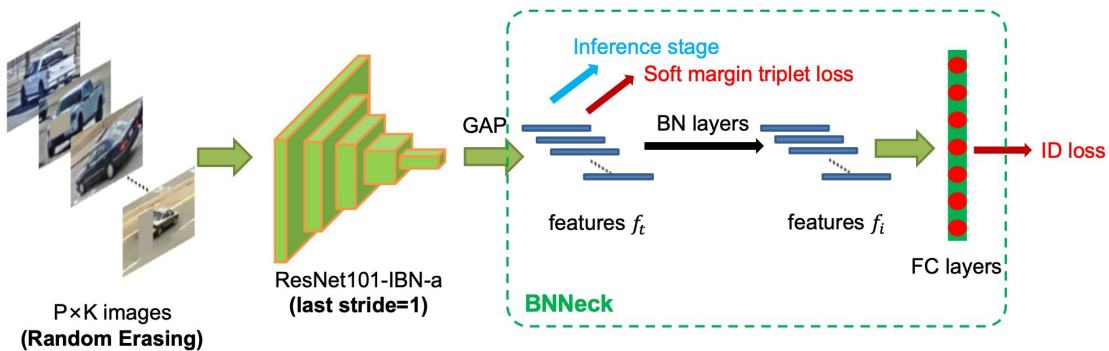 P×K images
(Random Erasing)
ResNet101-IBN-a
(last stride=1)
GAP
Inference stage
Soft margin triplet loss
BN layers
features f_t
features f_i
FC layers
BNNeck
ID loss